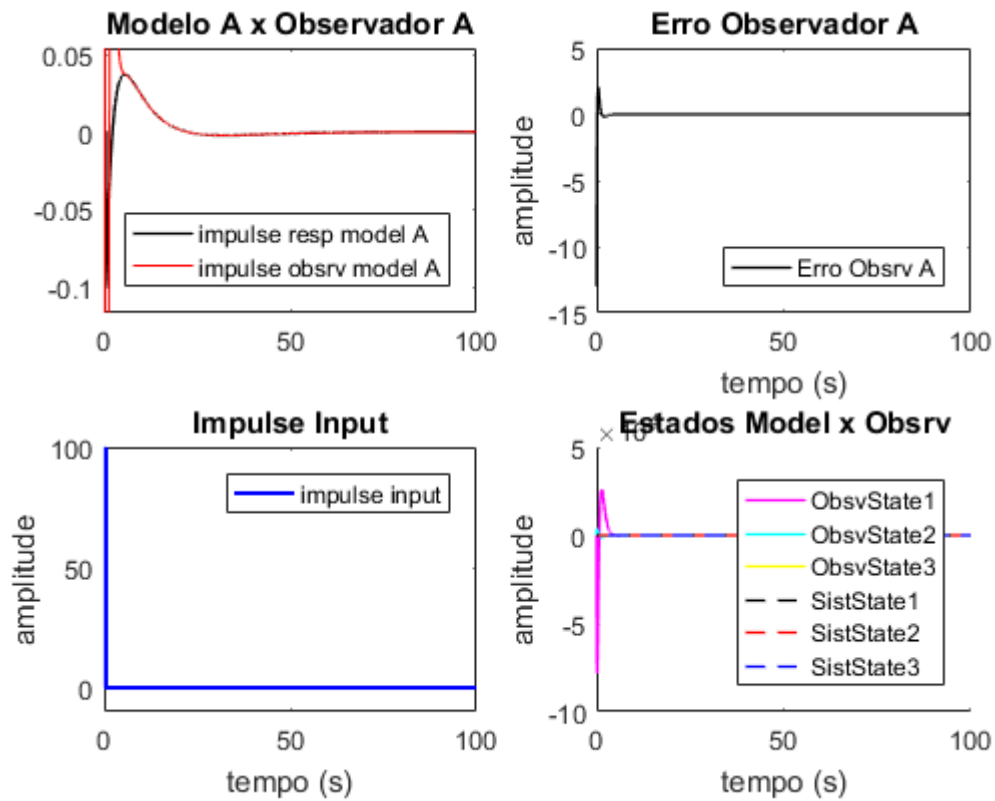 Modelo A x Observador A
0.05
0
-0.05
-0.1
impulse resp model A
impulse obsrv model A
0
50
100
Erro Observador A
amplitude
5
0
-5
-10
-15
Erro Obsrv A
0
50
100
tempo (s)
Impulse Input
amplitude
100
50
0
impulse input
0
50
100
tempo (s)
Estados Model x Obsrv
× 10
amplitude
5
0
-5
-10
ObsvState1
ObsvState2
ObsvState3
SistState1
SistState2
SistState3
0
50
100
tempo (s)